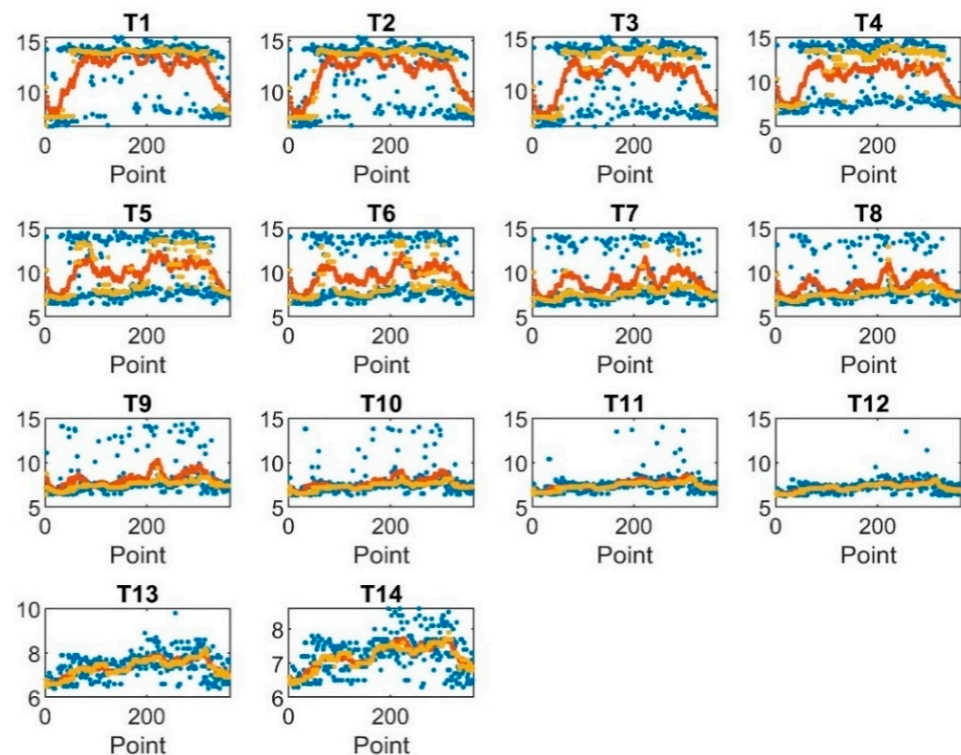 T1 T2 T3 T4
15 15 15 15
10 10 10 10
5
0 200 0 200 0 200 0 200
Point Point Point Point
T5 T6 T7 T8
15 15 15 15
10 10 10 10
5 5 5 5
0 200 0 200 0 200 0 200
Point Point Point Point
T9 T10 T11 T12
15 15 15 15
10 10 10 10
5 5 5 5
0 200 0 200 0 200 0 200
Point Point Point Point
T13 T14
10
8 8
7
6 6
0 200 0 200
Point Point